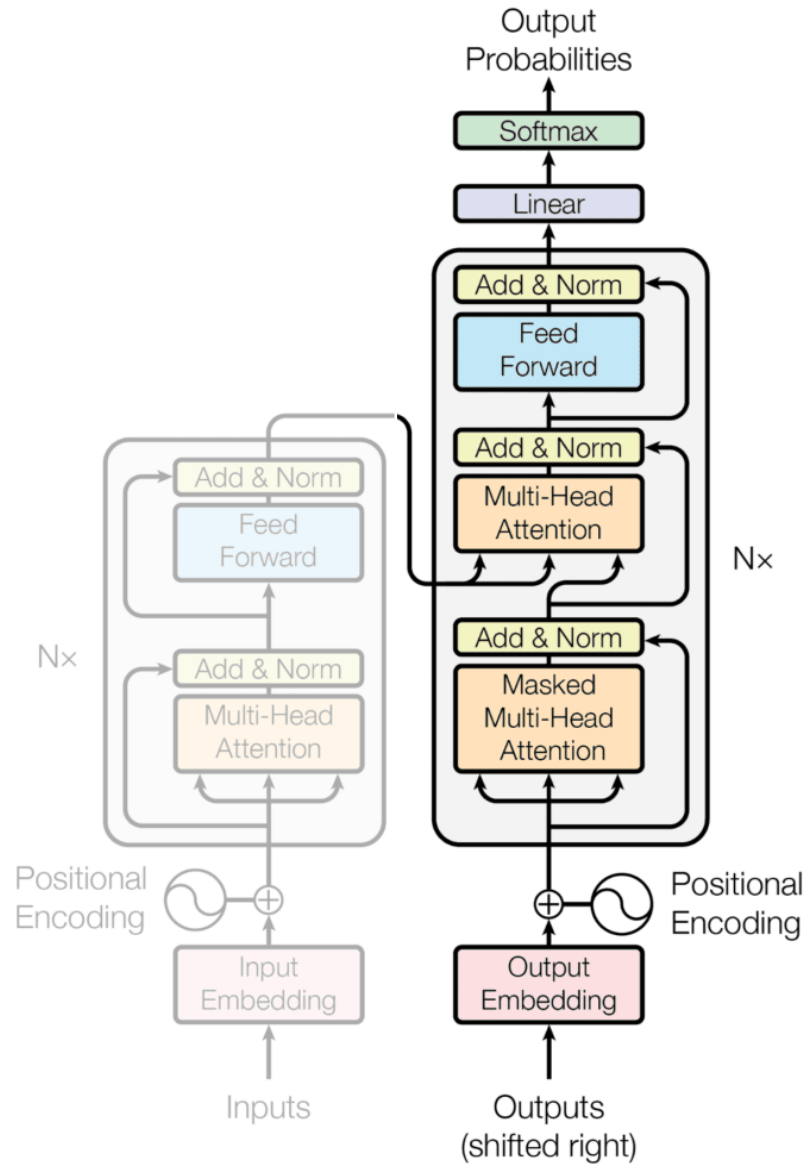 Output
Probabilities
Softmax
Linear
Add & Norm
Feed
Forward
Add & Norm
Multi-Head
Attention
Nx
Add & Norm
Masked
Multi-Head
Attention
Positional
Encoding
Output
Embedding
Outputs
(shifted right)
Add & Norm
Feed
Forward
Nx
Add & Norm
Multi-Head
Attention
Positional
Encoding
Input
Embedding
Inputs